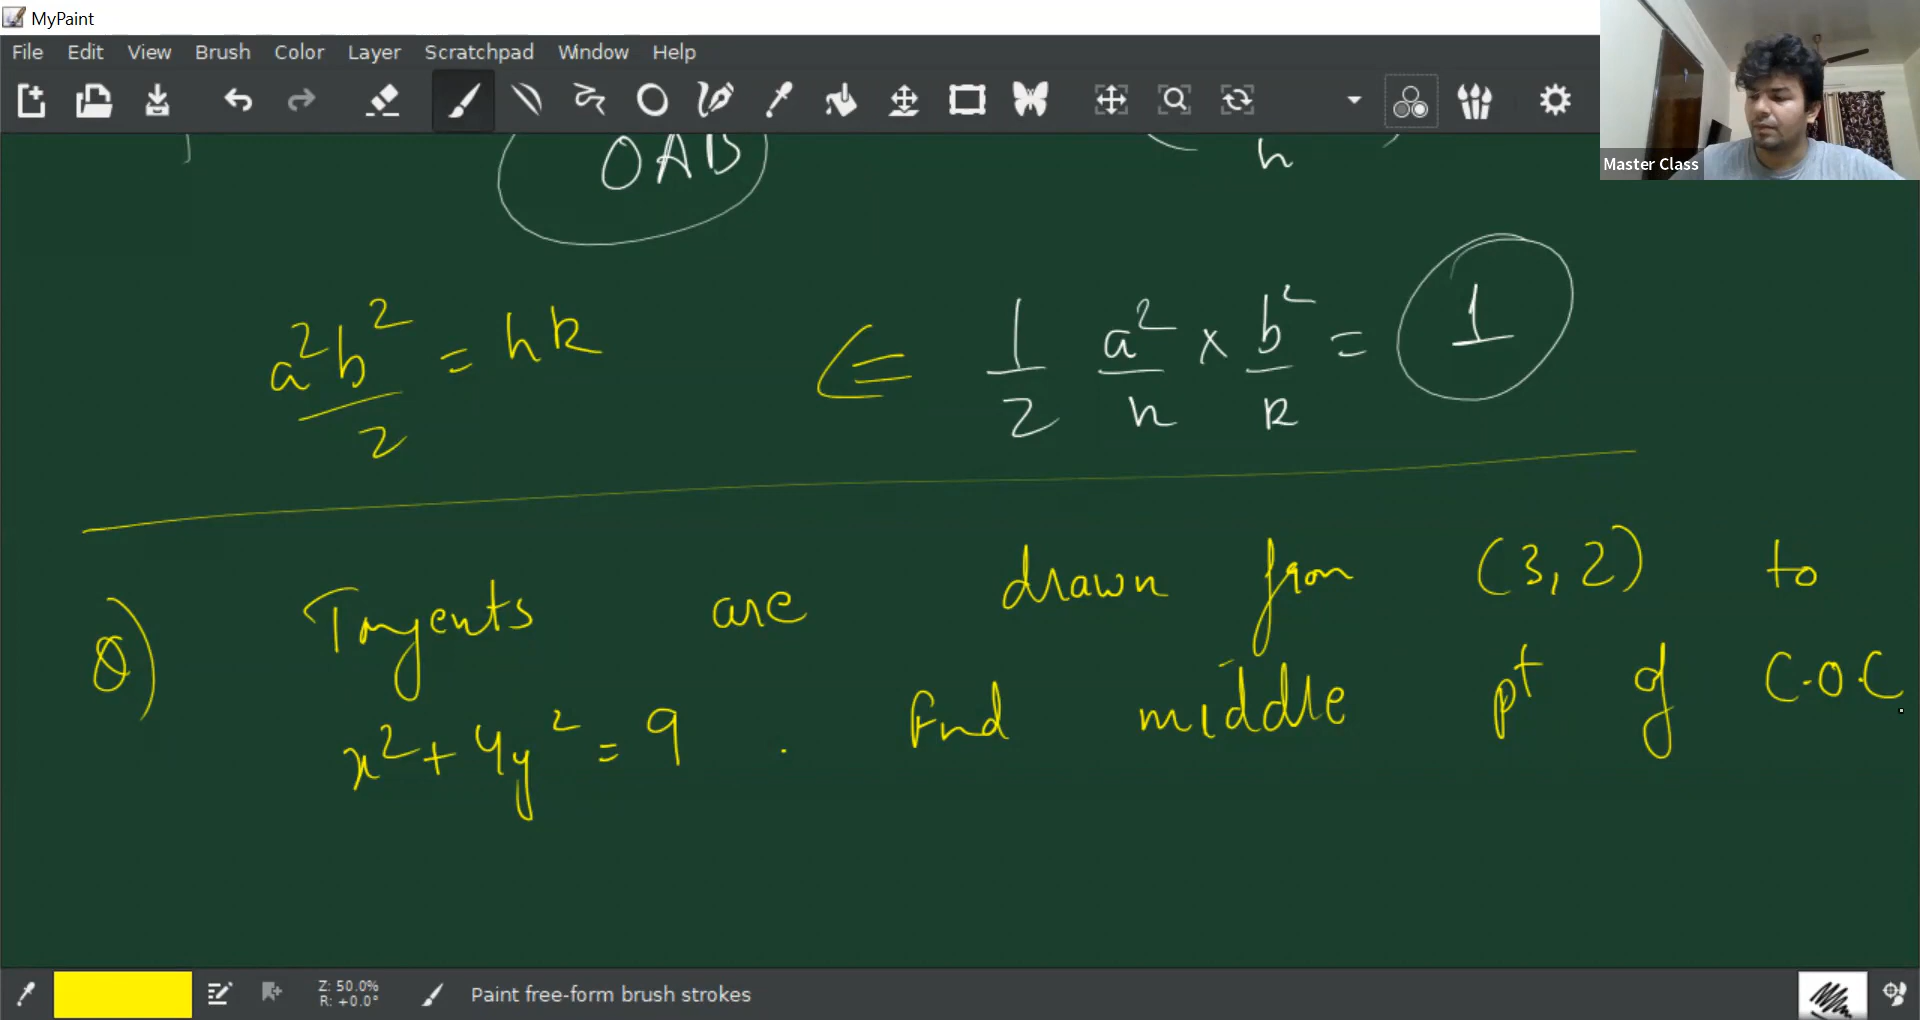 MyPaint
File Edit View Brush Color Layer Scratchpad Window Help
Master Class
OAB
h
a²b²/2 = hk ⇐ 1/2 a²/h × b²/k = 1
Q) Tangents are drawn from (3,2) to
x² + 4y² = 9 . Find middle pt of C.O.C
Z: 50.0%
R: +0.0°
Paint free-form brush strokes